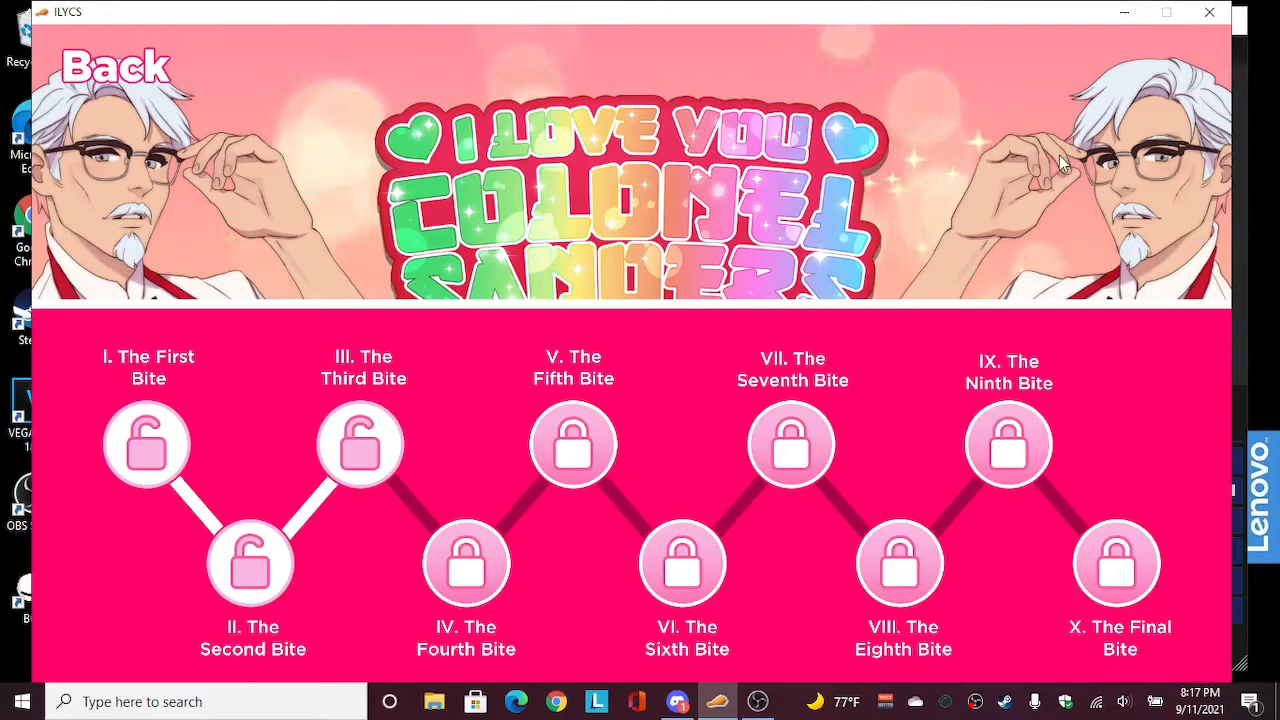 ILYCS
Back
I LOVE YOU
COLONEL
SANDERS
I. The First
Bite
III. The
Third Bite
V. The
Fifth Bite
VII. The
Seventh Bite
IX. The
Ninth Bite
II. The
Second Bite
IV. The
Fourth Bite
VI. The
Sixth Bite
VIII. The
Eighth Bite
X. The Final
Bite
Lenovo
Type here to search
77°F
8:17 PM
9/11/2021